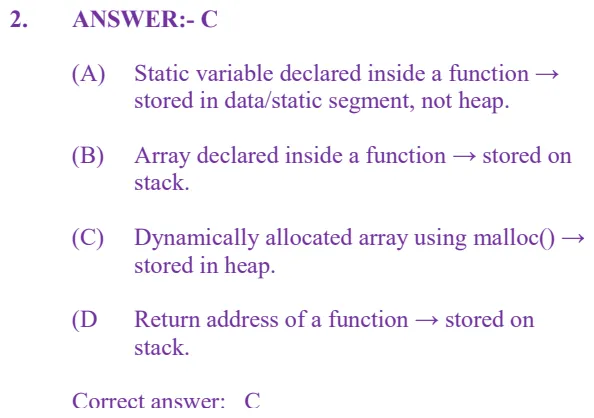 2. ANSWER:- C
(A) Static variable declared inside a function →
stored in data/static segment, not heap.
(B) Array declared inside a function → stored on
stack.
(C) Dynamically allocated array using malloc() →
stored in heap.
(D Return address of a function → stored on
stack.
Correct answer: C